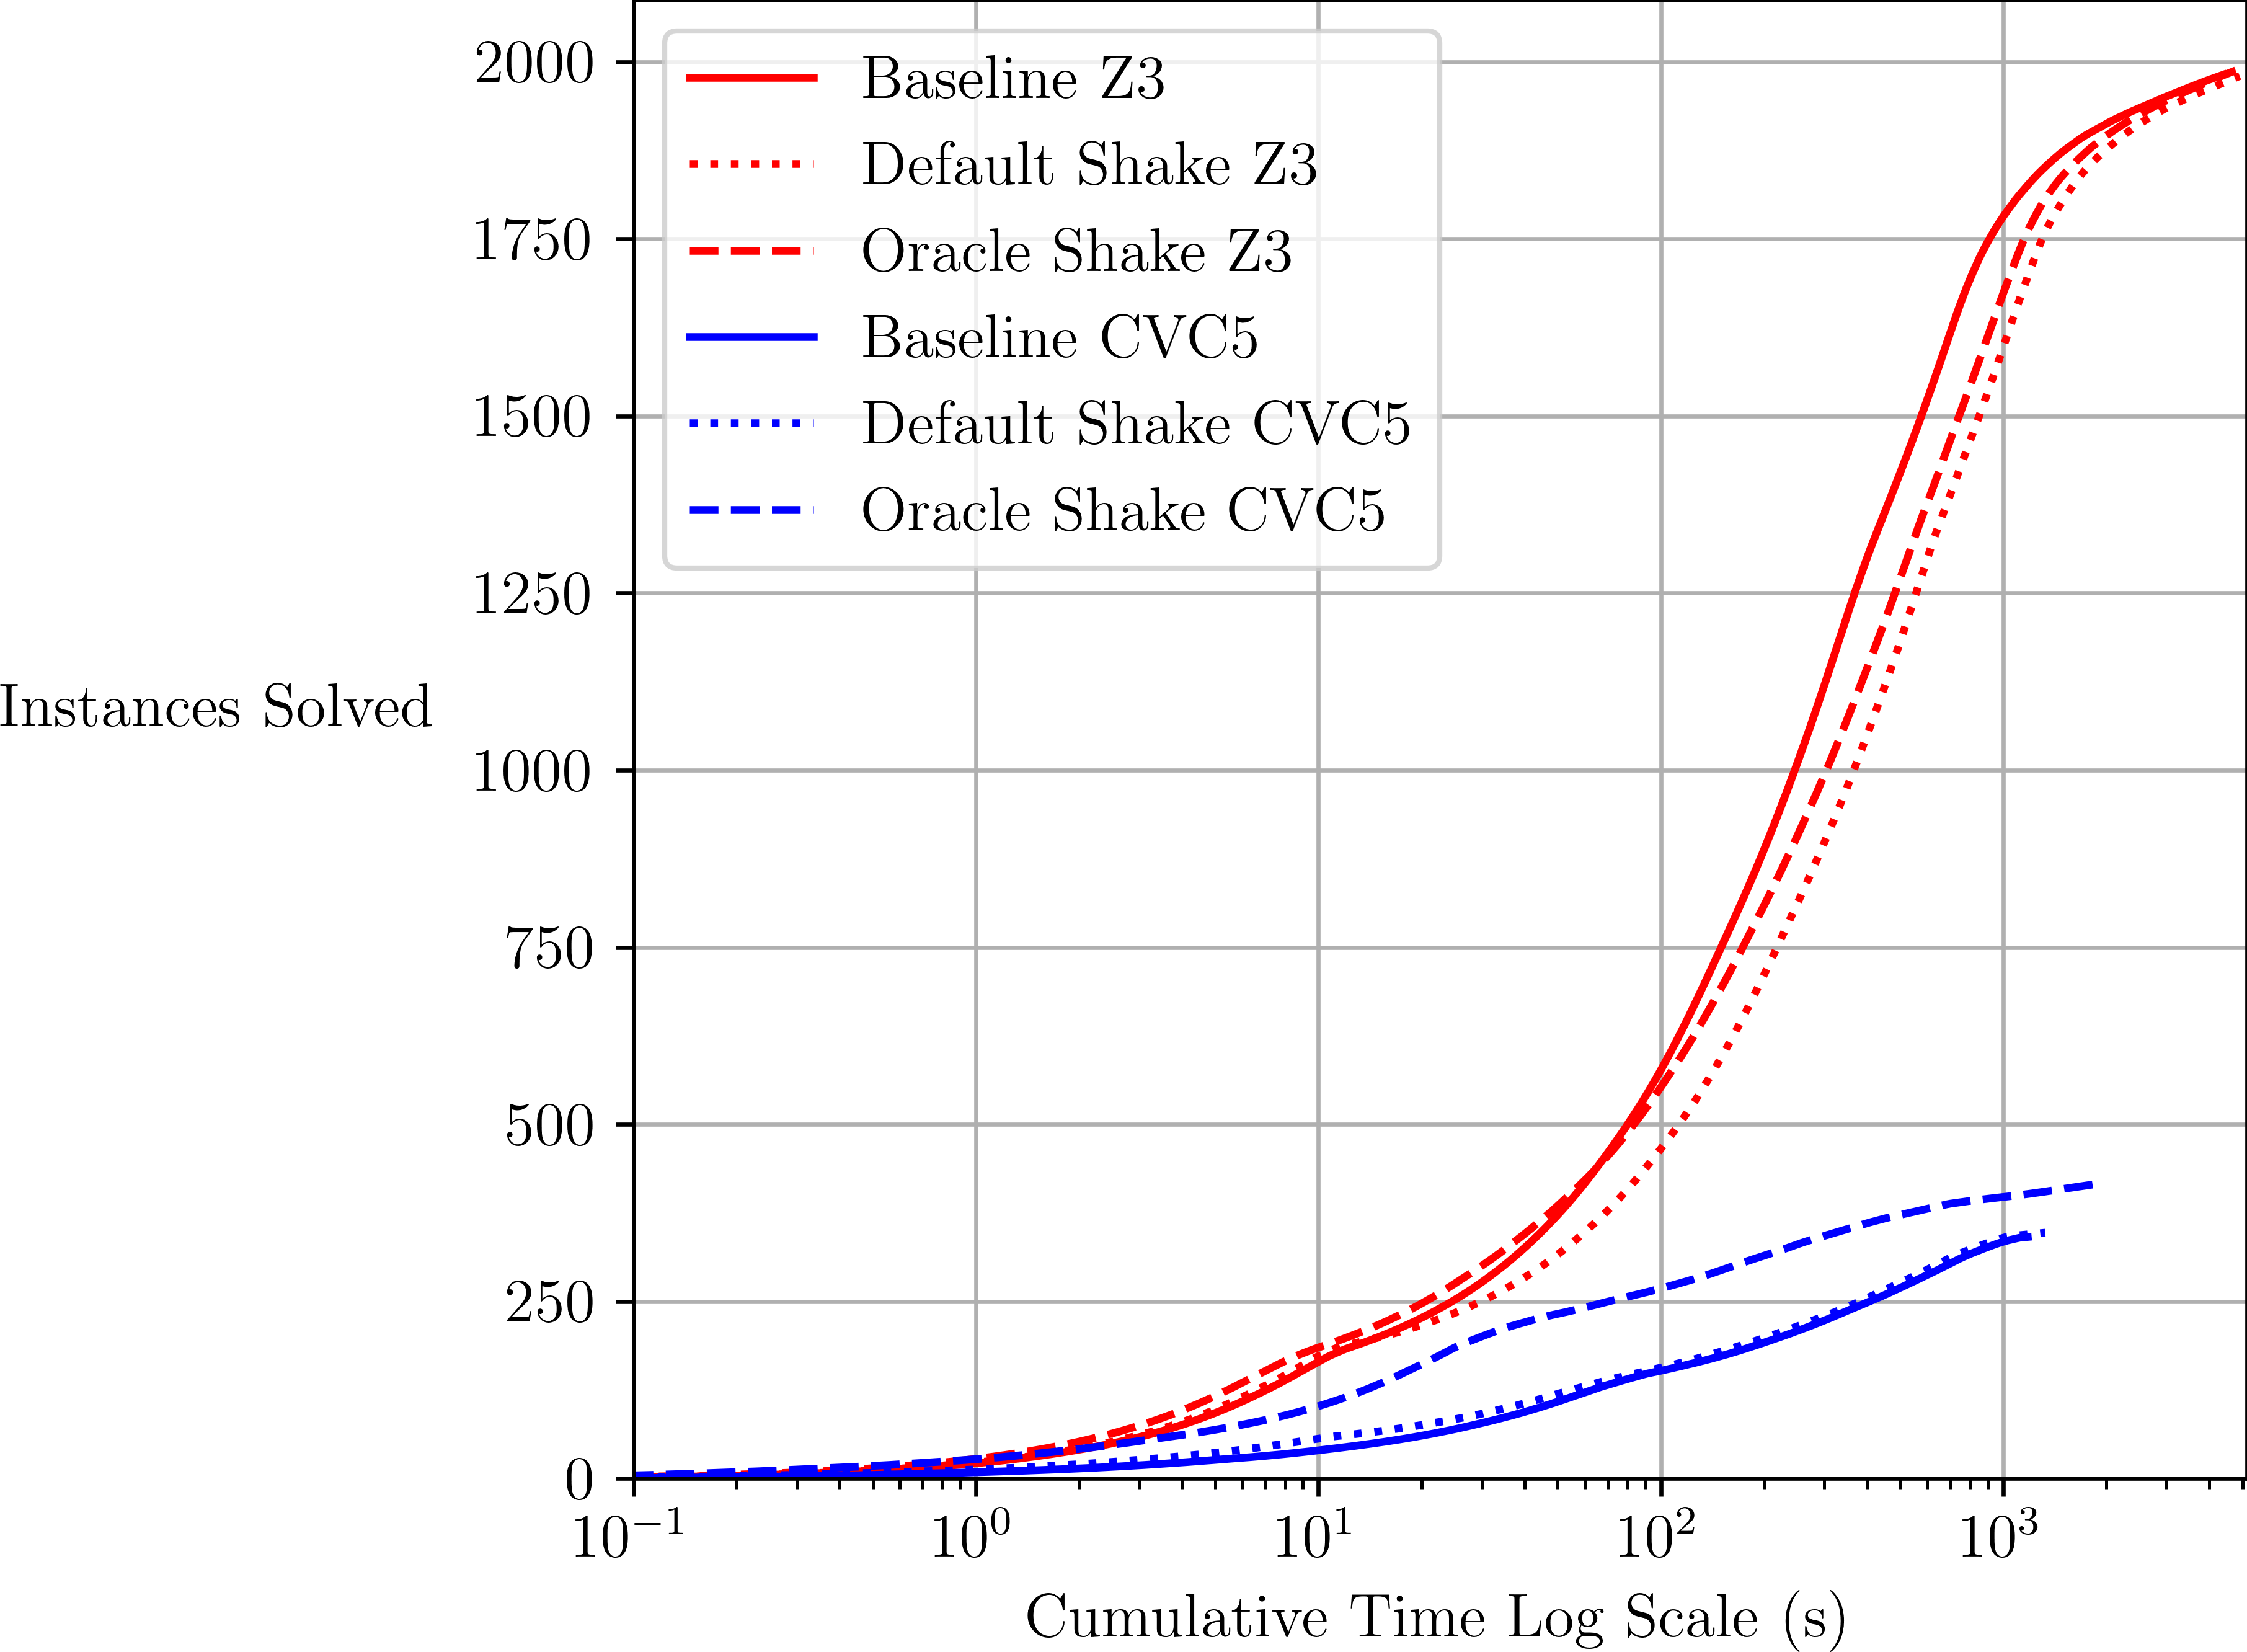 Baseline Z3
Default Shake Z3
Oracle Shake Z3
Baseline CVC5
Default Shake CVC5
Oracle Shake CVC5
Instances Solved
2000
1750
1500
1250
1000
750
500
250
0
10⁻¹ 10⁰ 10¹ 10² 10³
Cumulative Time Log Scale (s)